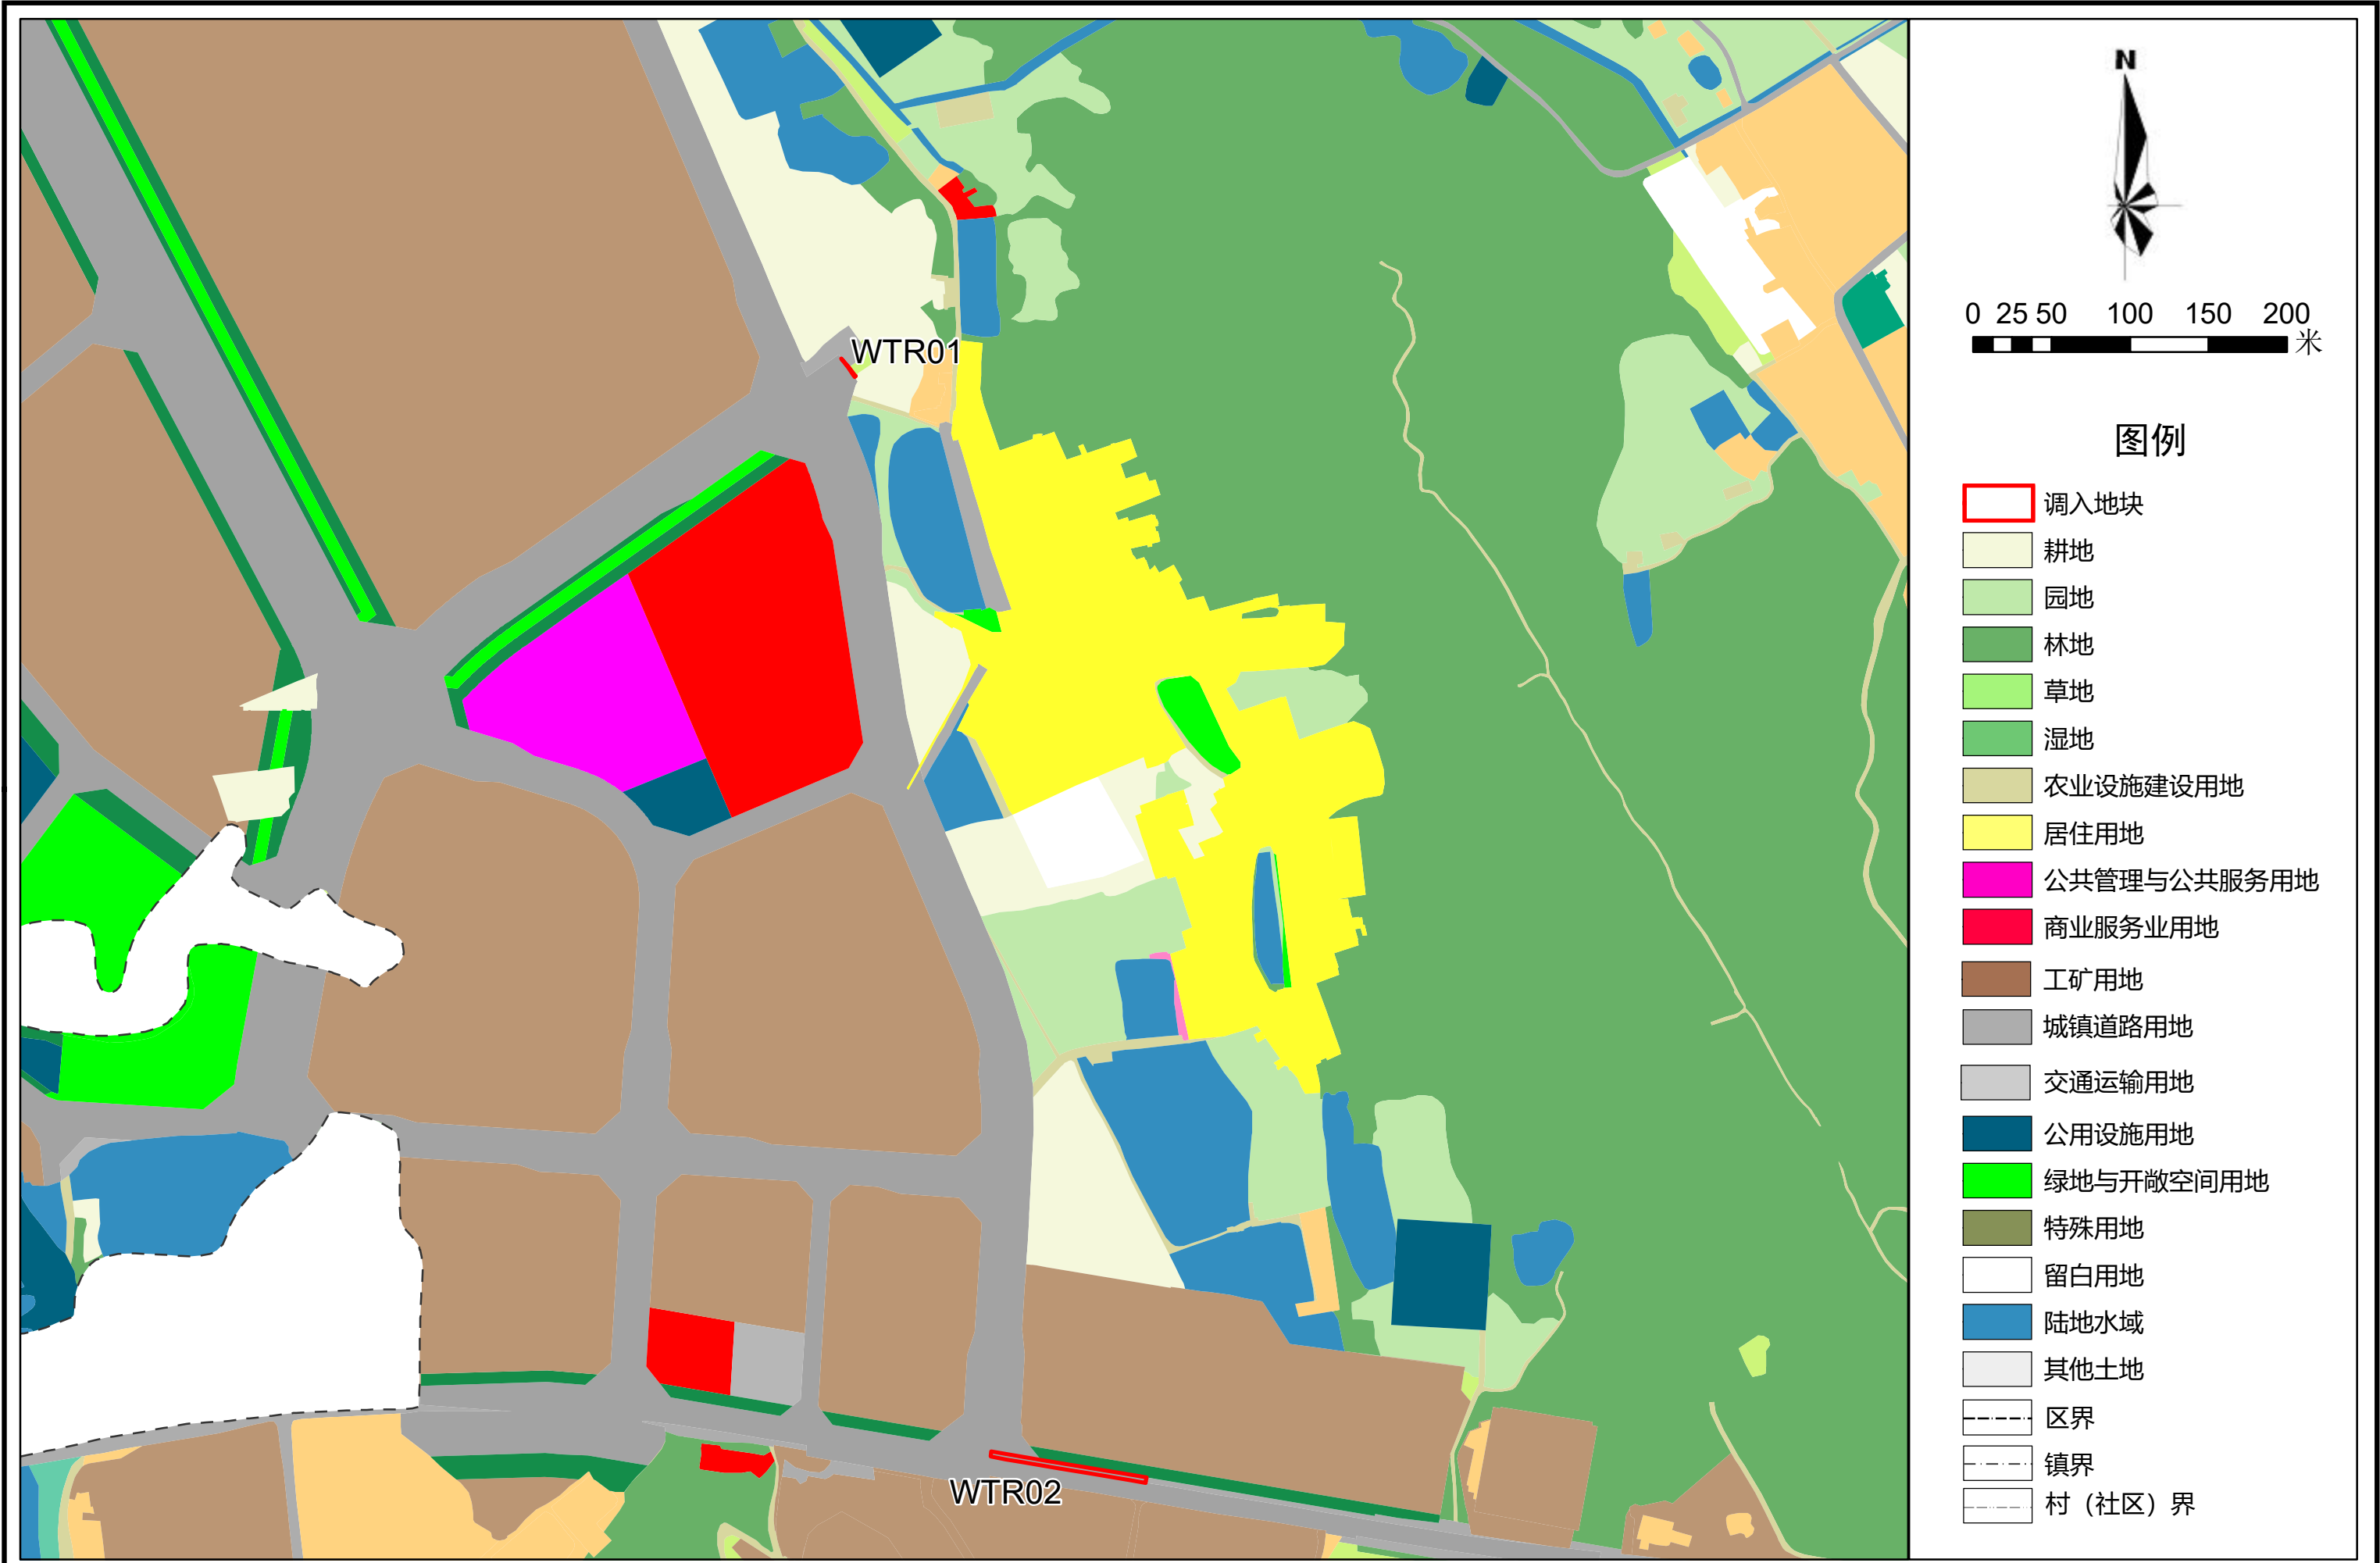 N
0 25 50 100 150 200
米
WTR01
WTR02
图例
调入地块
耕地
园地
林地
草地
湿地
农业设施建设用地
居住用地
公共管理与公共服务用地
商业服务业用地
工矿用地
城镇道路用地
交通运输用地
公用设施用地
绿地与开敞空间用地
特殊用地
留白用地
陆地水域
其他土地
区界
镇界
村（社区）界